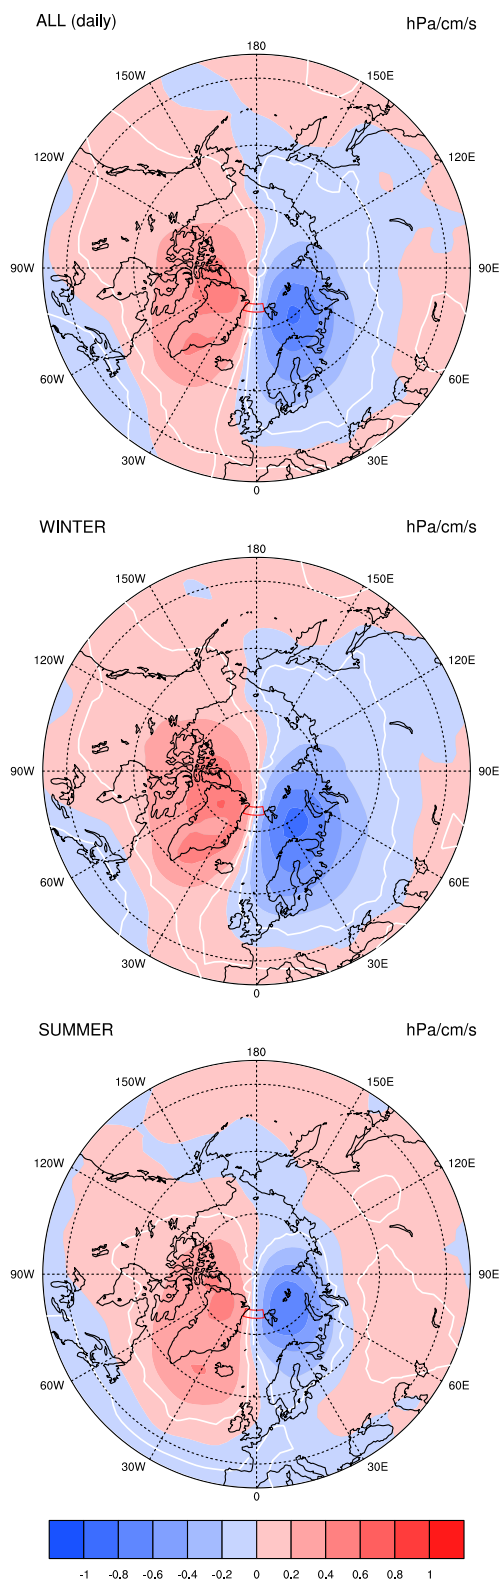 ALL (daily) hPa/cm/s
180
150W 150E
120W 120E
90W 90E
60W 60E
30W 30E
0
WINTER hPa/cm/s
180
150W 150E
120W 120E
90W 90E
60W 60E
30W 30E
0
SUMMER hPa/cm/s
180
150W 150E
120W 120E
90W 90E
60W 60E
30W 30E
0
-1 -0.8 -0.6 -0.4 -0.2 0 0.2 0.4 0.6 0.8 1